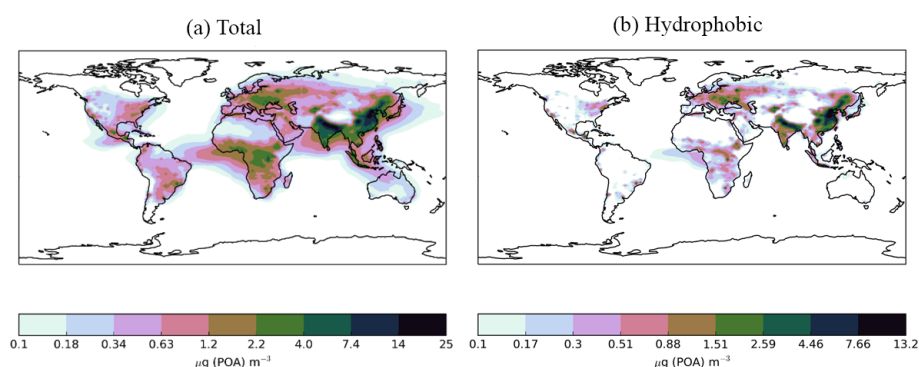 (a) Total
(b) Hydrophobic
0.1 0.18 0.34 0.63 1.2 2.2 4.0 7.4 14 25
μg (POA) m⁻³
0.1 0.17 0.3 0.51 0.88 1.51 2.59 4.46 7.66 13.2
μg (POA) m⁻³